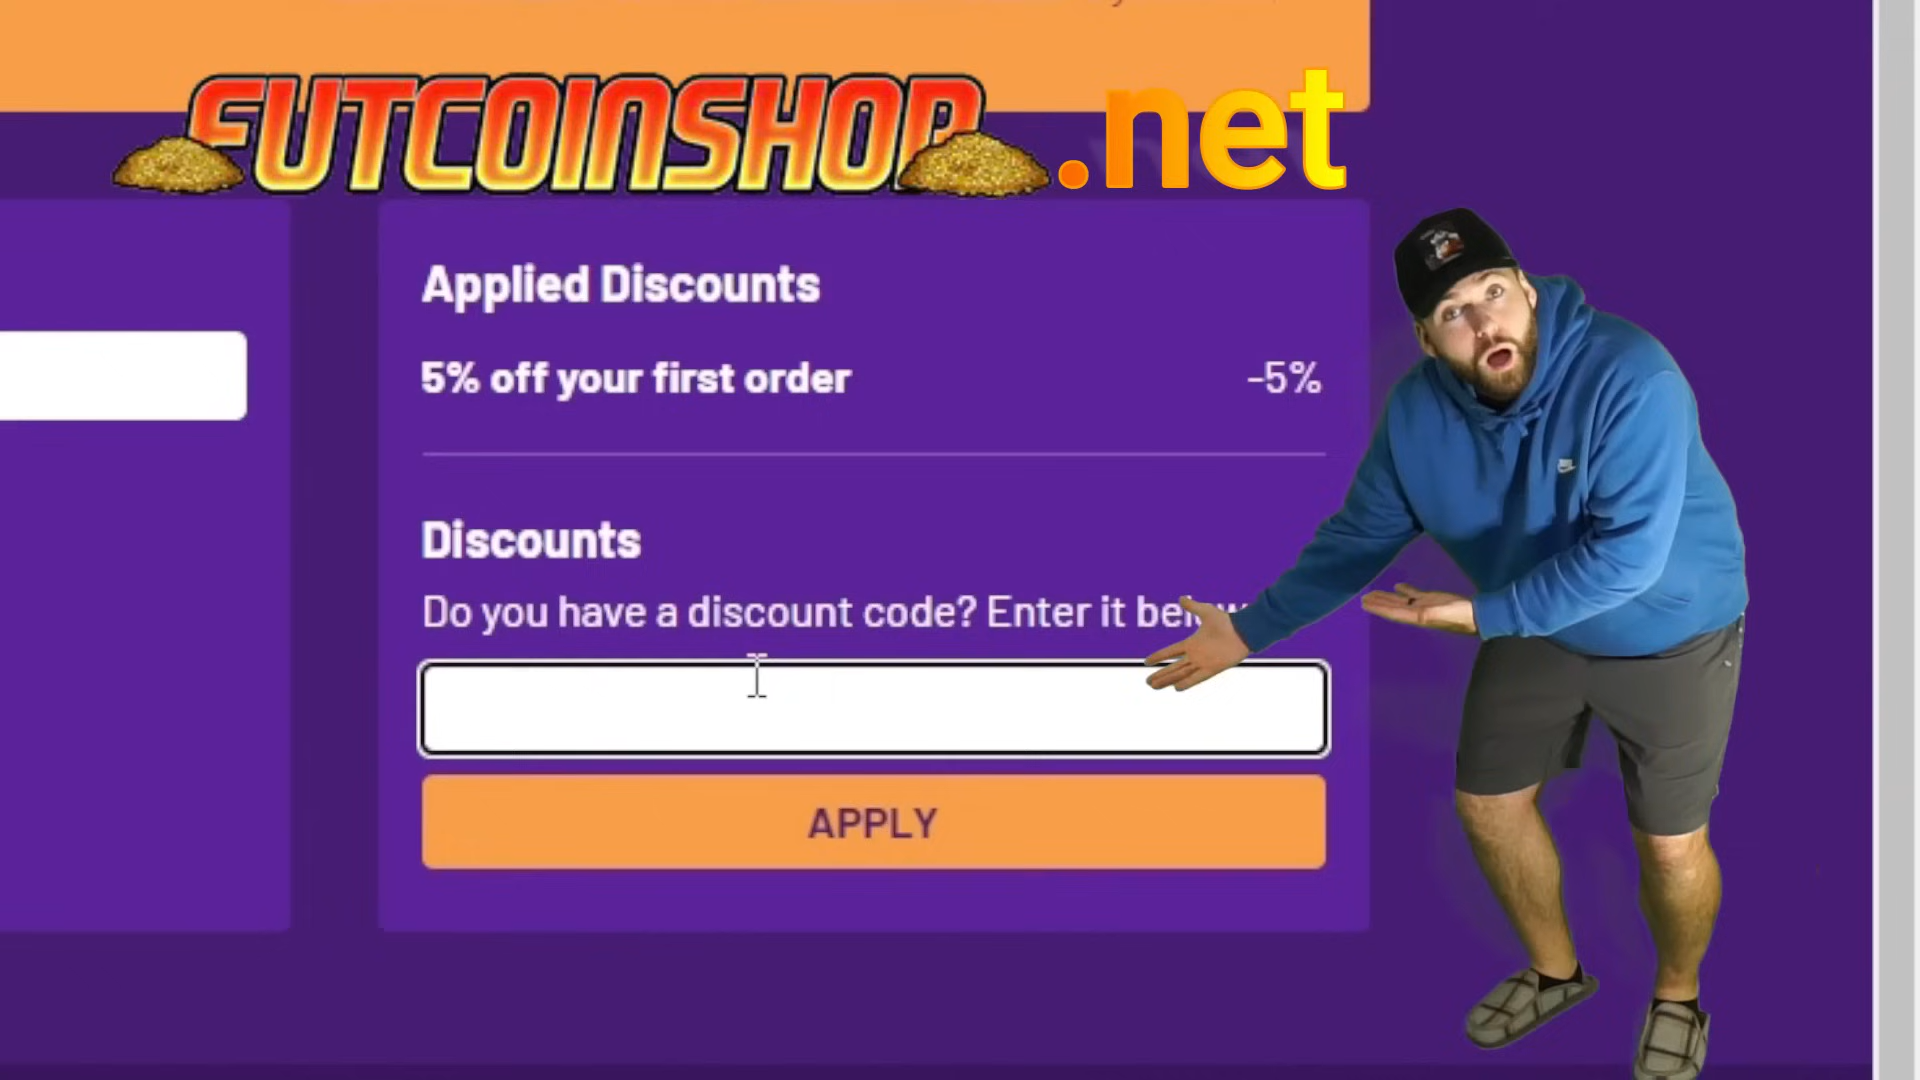 FUTCOINSHOP.net
Applied Discounts
5% off your first order -5%
Discounts
Do you have a discount code? Enter it below
APPLY